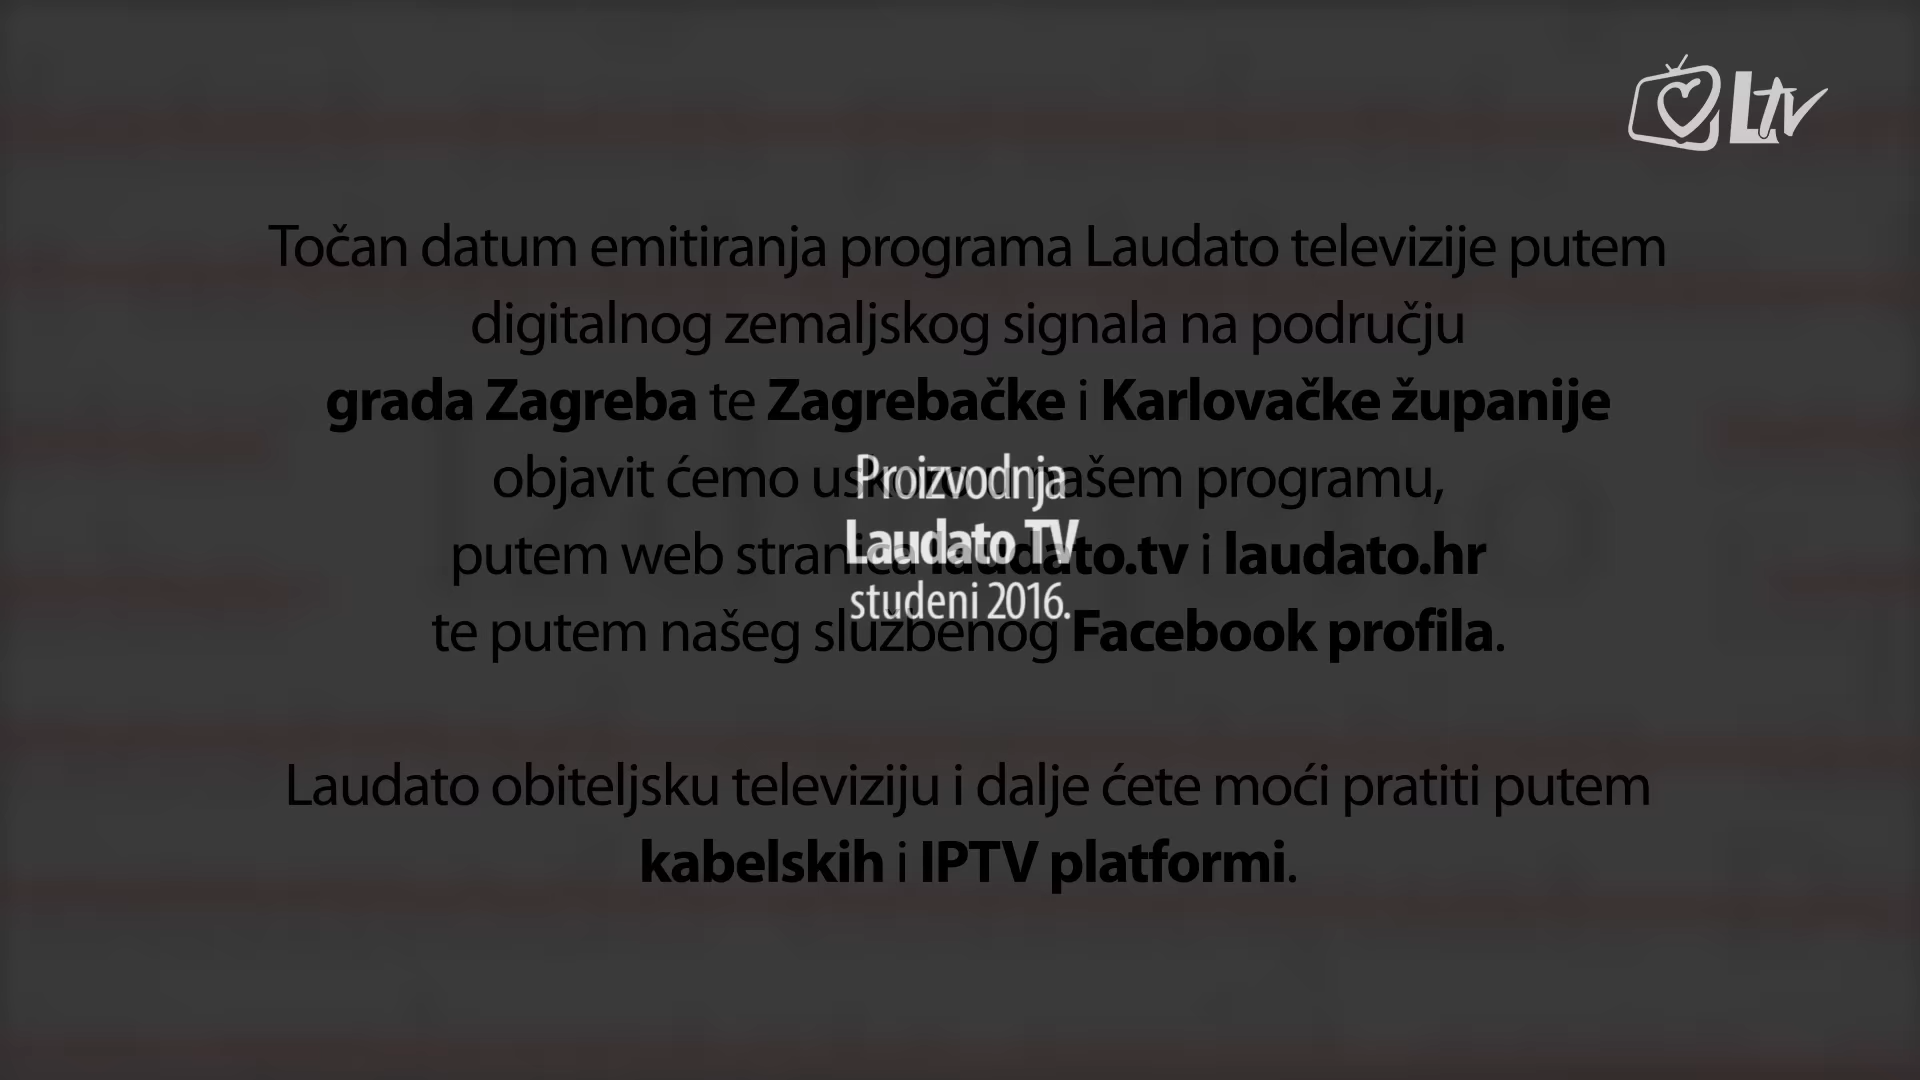 LTV
Točan datum emitiranja programa Laudato televizije putem
digitalnog zemaljskog signala na području
grada Zagreba te Zagrebačke i Karlovačke županije
objavit ćemo uskoro u našem programu,
putem web stranica laudato.tv i laudato.hr
te putem našeg službenog Facebook profila.
Laudato obiteljsku televiziju i dalje ćete moći pratiti putem
kabelskih i IPTV platformi.
Proizvodnja
Laudato TV
studeni 2016.